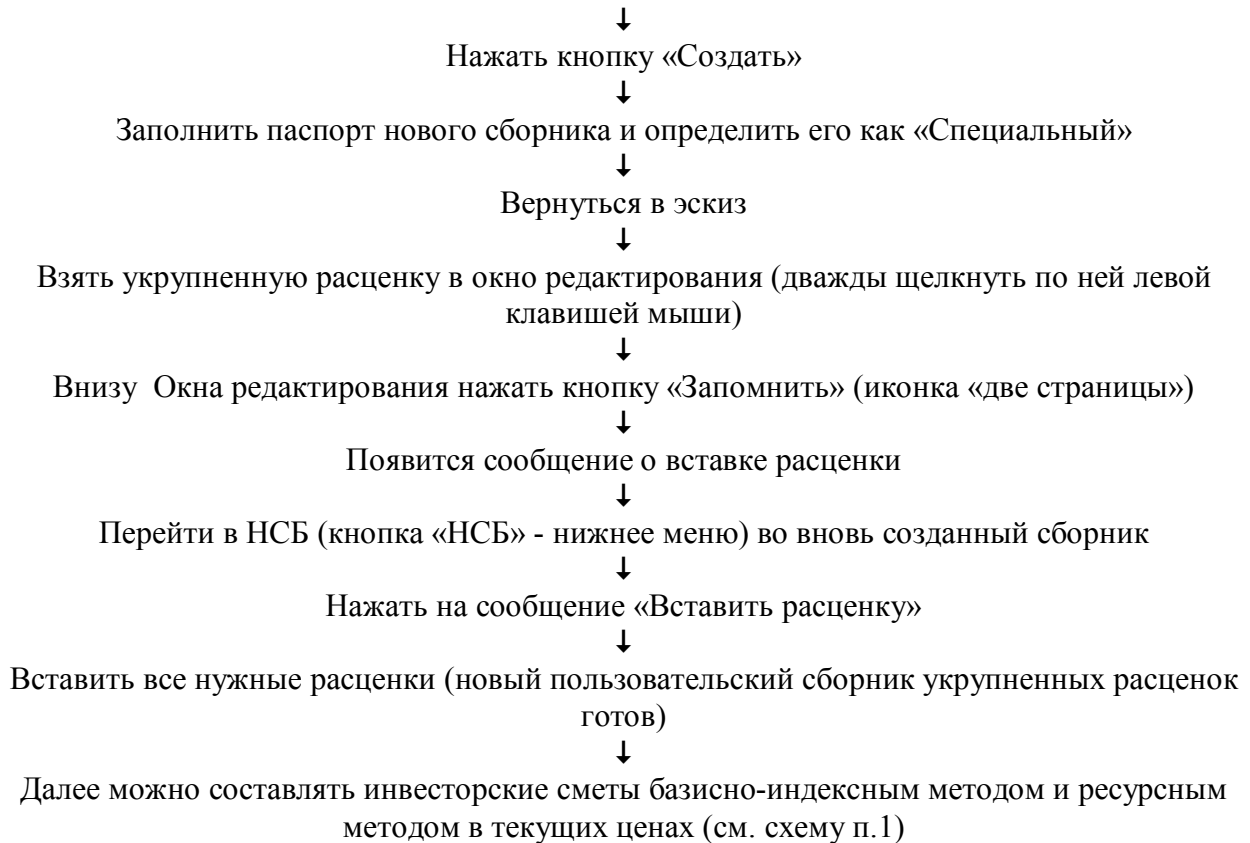 ↓
Нажать кнопку «Создать»
↓
Заполнить паспорт нового сборника и определить его как «Специальный»
↓
Вернуться в эскиз
↓
Взять укрупненную расценку в окно редактирования (дважды щелкнуть по ней левой
клавишей мыши)
↓
Внизу  Окна редактирования нажать кнопку «Запомнить» (иконка «две страницы»)
↓
Появится сообщение о вставке расценки
↓
Перейти в НСБ (кнопка «НСБ» - нижнее меню) во вновь созданный сборник
↓
Нажать на сообщение «Вставить расценку»
↓
Вставить все нужные расценки (новый пользовательский сборник укрупненных расценок
готов)
↓
Далее можно составлять инвесторские сметы базисно-индексным методом и ресурсным
методом в текущих ценах (см. схему п.1)